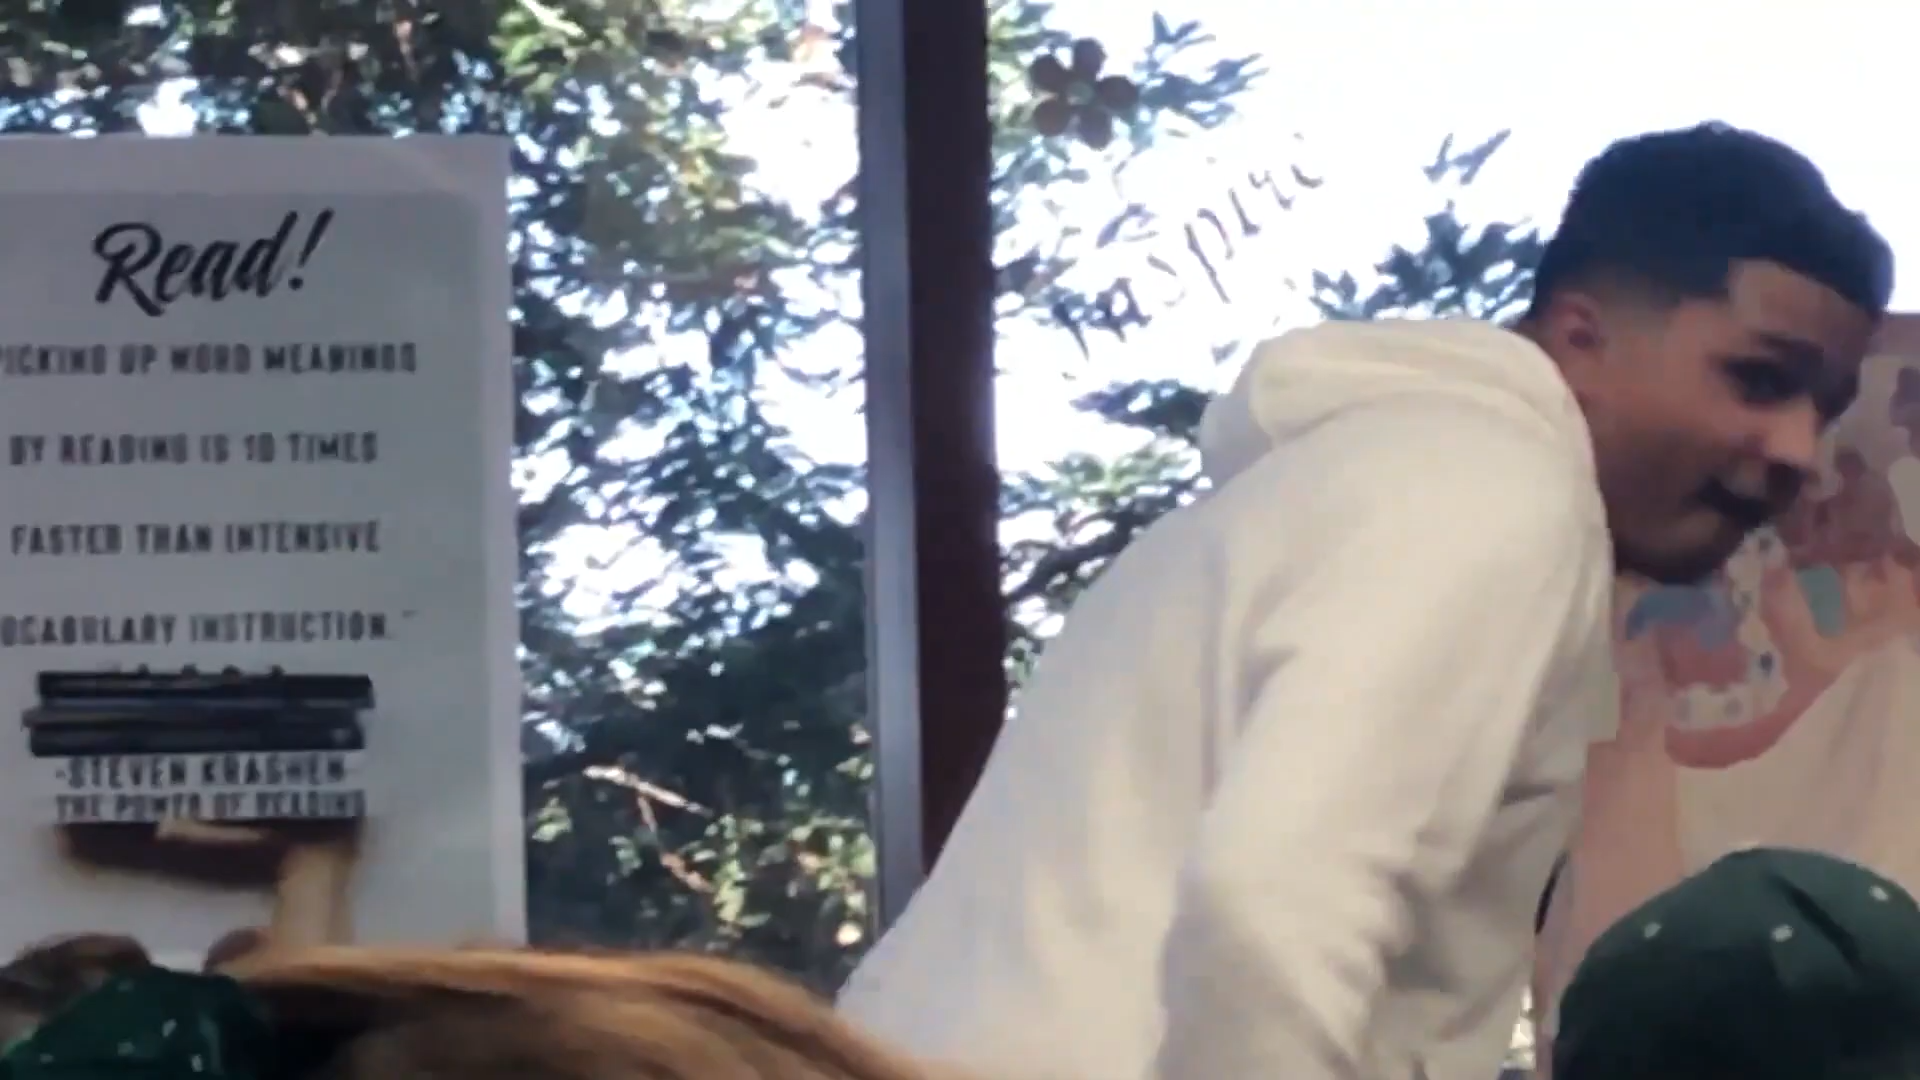 Read!
PICKING UP WORD MEANINGS
BY READING IS 10 TIMES
FASTER THAN INTENSIVE
VOCABULARY INSTRUCTION."
-STEVEN KRASHEN
THE POWER OF READING
raspiri